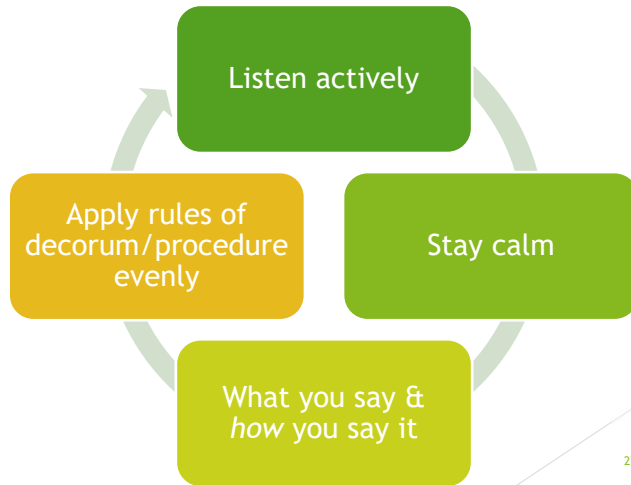 Listen actively
Stay calm
What you say &
how you say it
Apply rules of
decorum/procedure
evenly
2